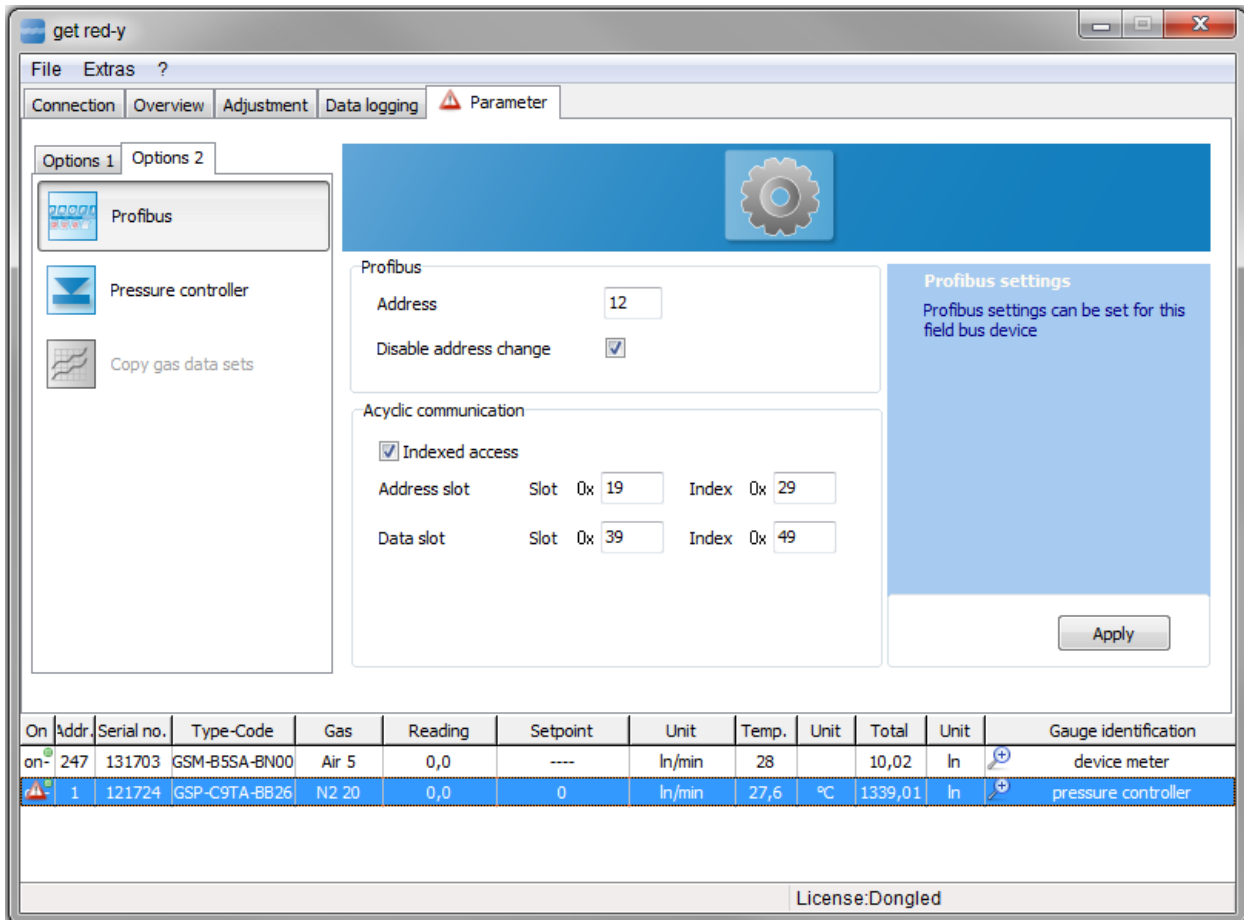 get red-y
File Extras ?
Connection Overview Adjustment Data logging Parameter
Options 1 Options 2
Profibus
Pressure controller
Copy gas data sets
Profibus
Address 12
Disable address change
Acyclic communication
Indexed access
Address slot Slot 0x 19 Index 0x 29
Data slot Slot 0x 39 Index 0x 49
Profibus settings
Profibus settings can be set for this
field bus device
Apply
On Addr. Serial no. Type-Code Gas Reading Setpoint Unit Temp. Unit Total Unit Gauge identification
on- 247 131703 GSM-B5SA-BN00 Air 5 0,0 ---- ln/min 28 10,02 ln device meter
1 121724 GSP-C9TA-BB26 N2 20 0,0 0 ln/min 27,6 ºC 1339,01 ln pressure controller
License:Dongled